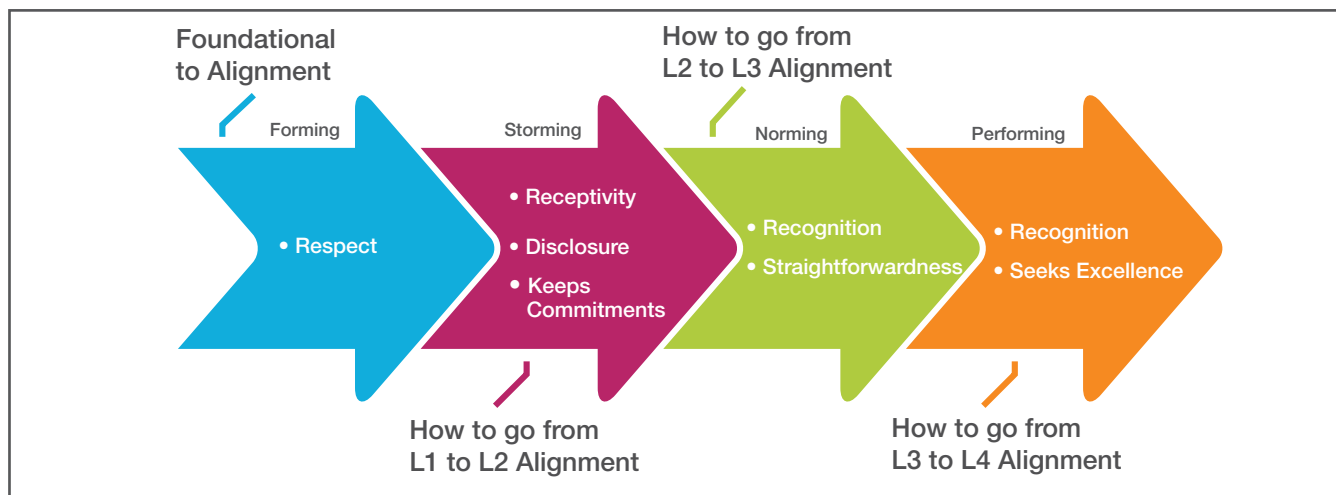 Foundational
to Alignment
Forming
• Respect
Storming
• Receptivity
• Disclosure
• Keeps
Commitments
How to go from
L1 to L2 Alignment
How to go from
L2 to L3 Alignment
Norming
• Recognition
• Straightforwardness
Performing
• Recognition
• Seeks Excellence
How to go from
L3 to L4 Alignment